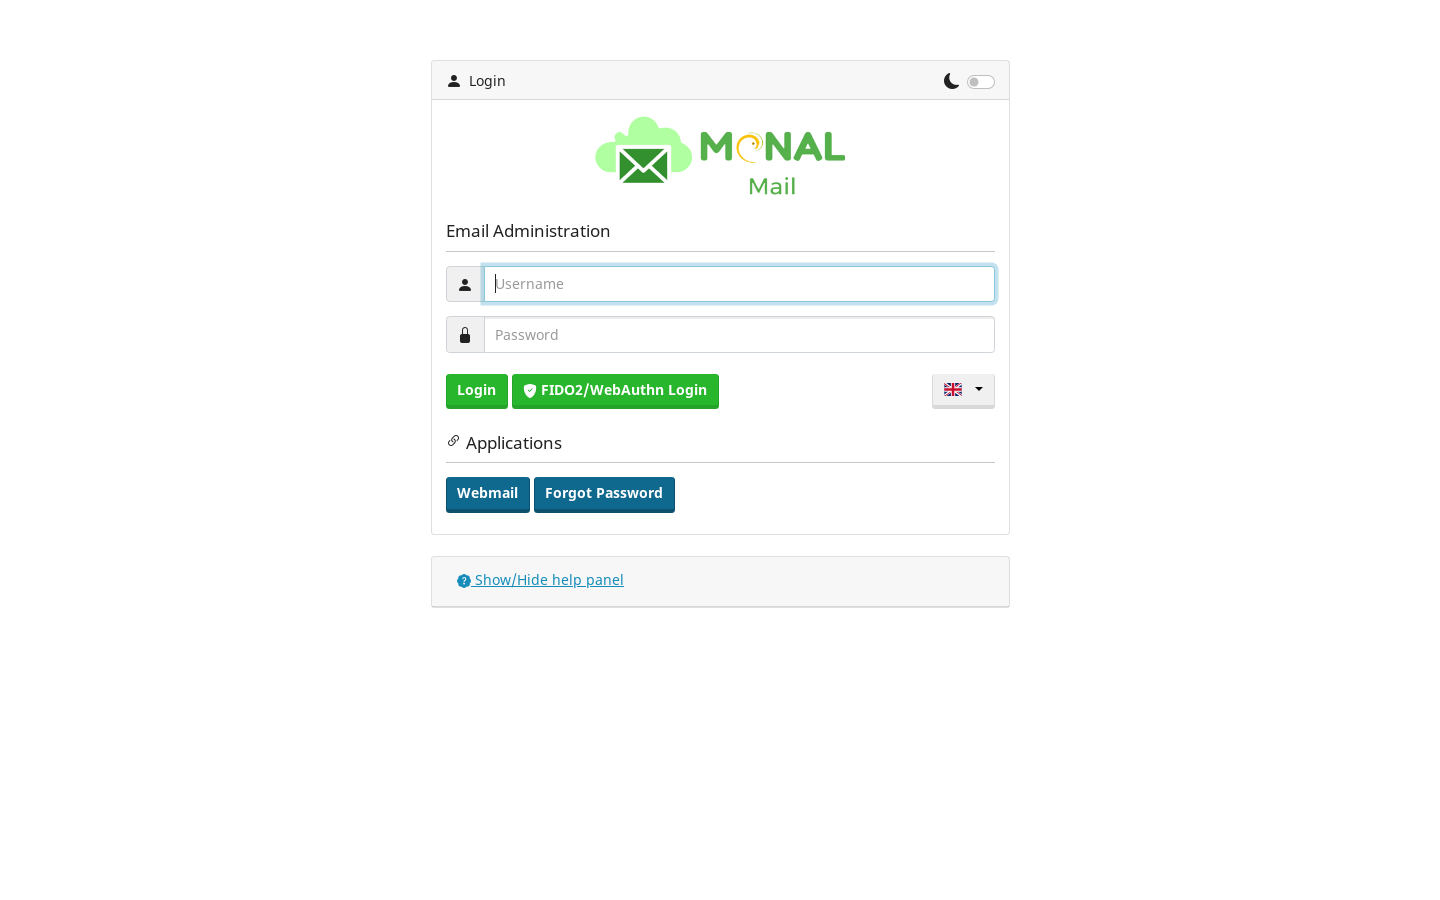 Login
MONAL
Mail
Email Administration
Username
Password
Login
FIDO2/WebAuthn Login
Applications
Webmail
Forgot Password
Show/Hide help panel